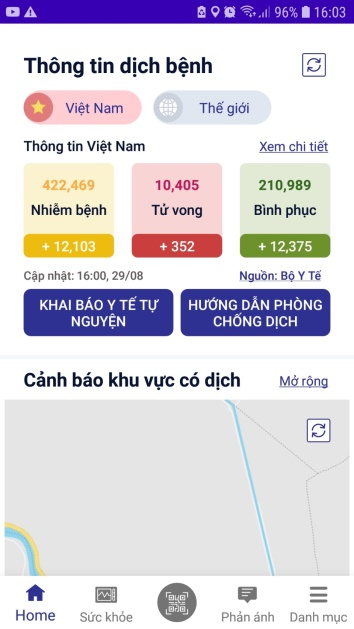 96% 16:03
Thông tin dịch bệnh
Việt Nam
Thế giới
Thông tin Việt Nam
Xem chi tiết
422,469
Nhiễm bệnh
+ 12,103
10,405
Tử vong
+ 352
210,989
Bình phục
+ 12,375
Cập nhật: 16:00, 29/08
Nguồn: Bộ Y Tế
KHAI BÁO Y TẾ TỰ
NGUYỆN
HƯỚNG DẪN PHÒNG
CHỐNG DỊCH
Cảnh báo khu vực có dịch
Mở rộng
Home
Sức khỏe
Phản ánh
Danh mục